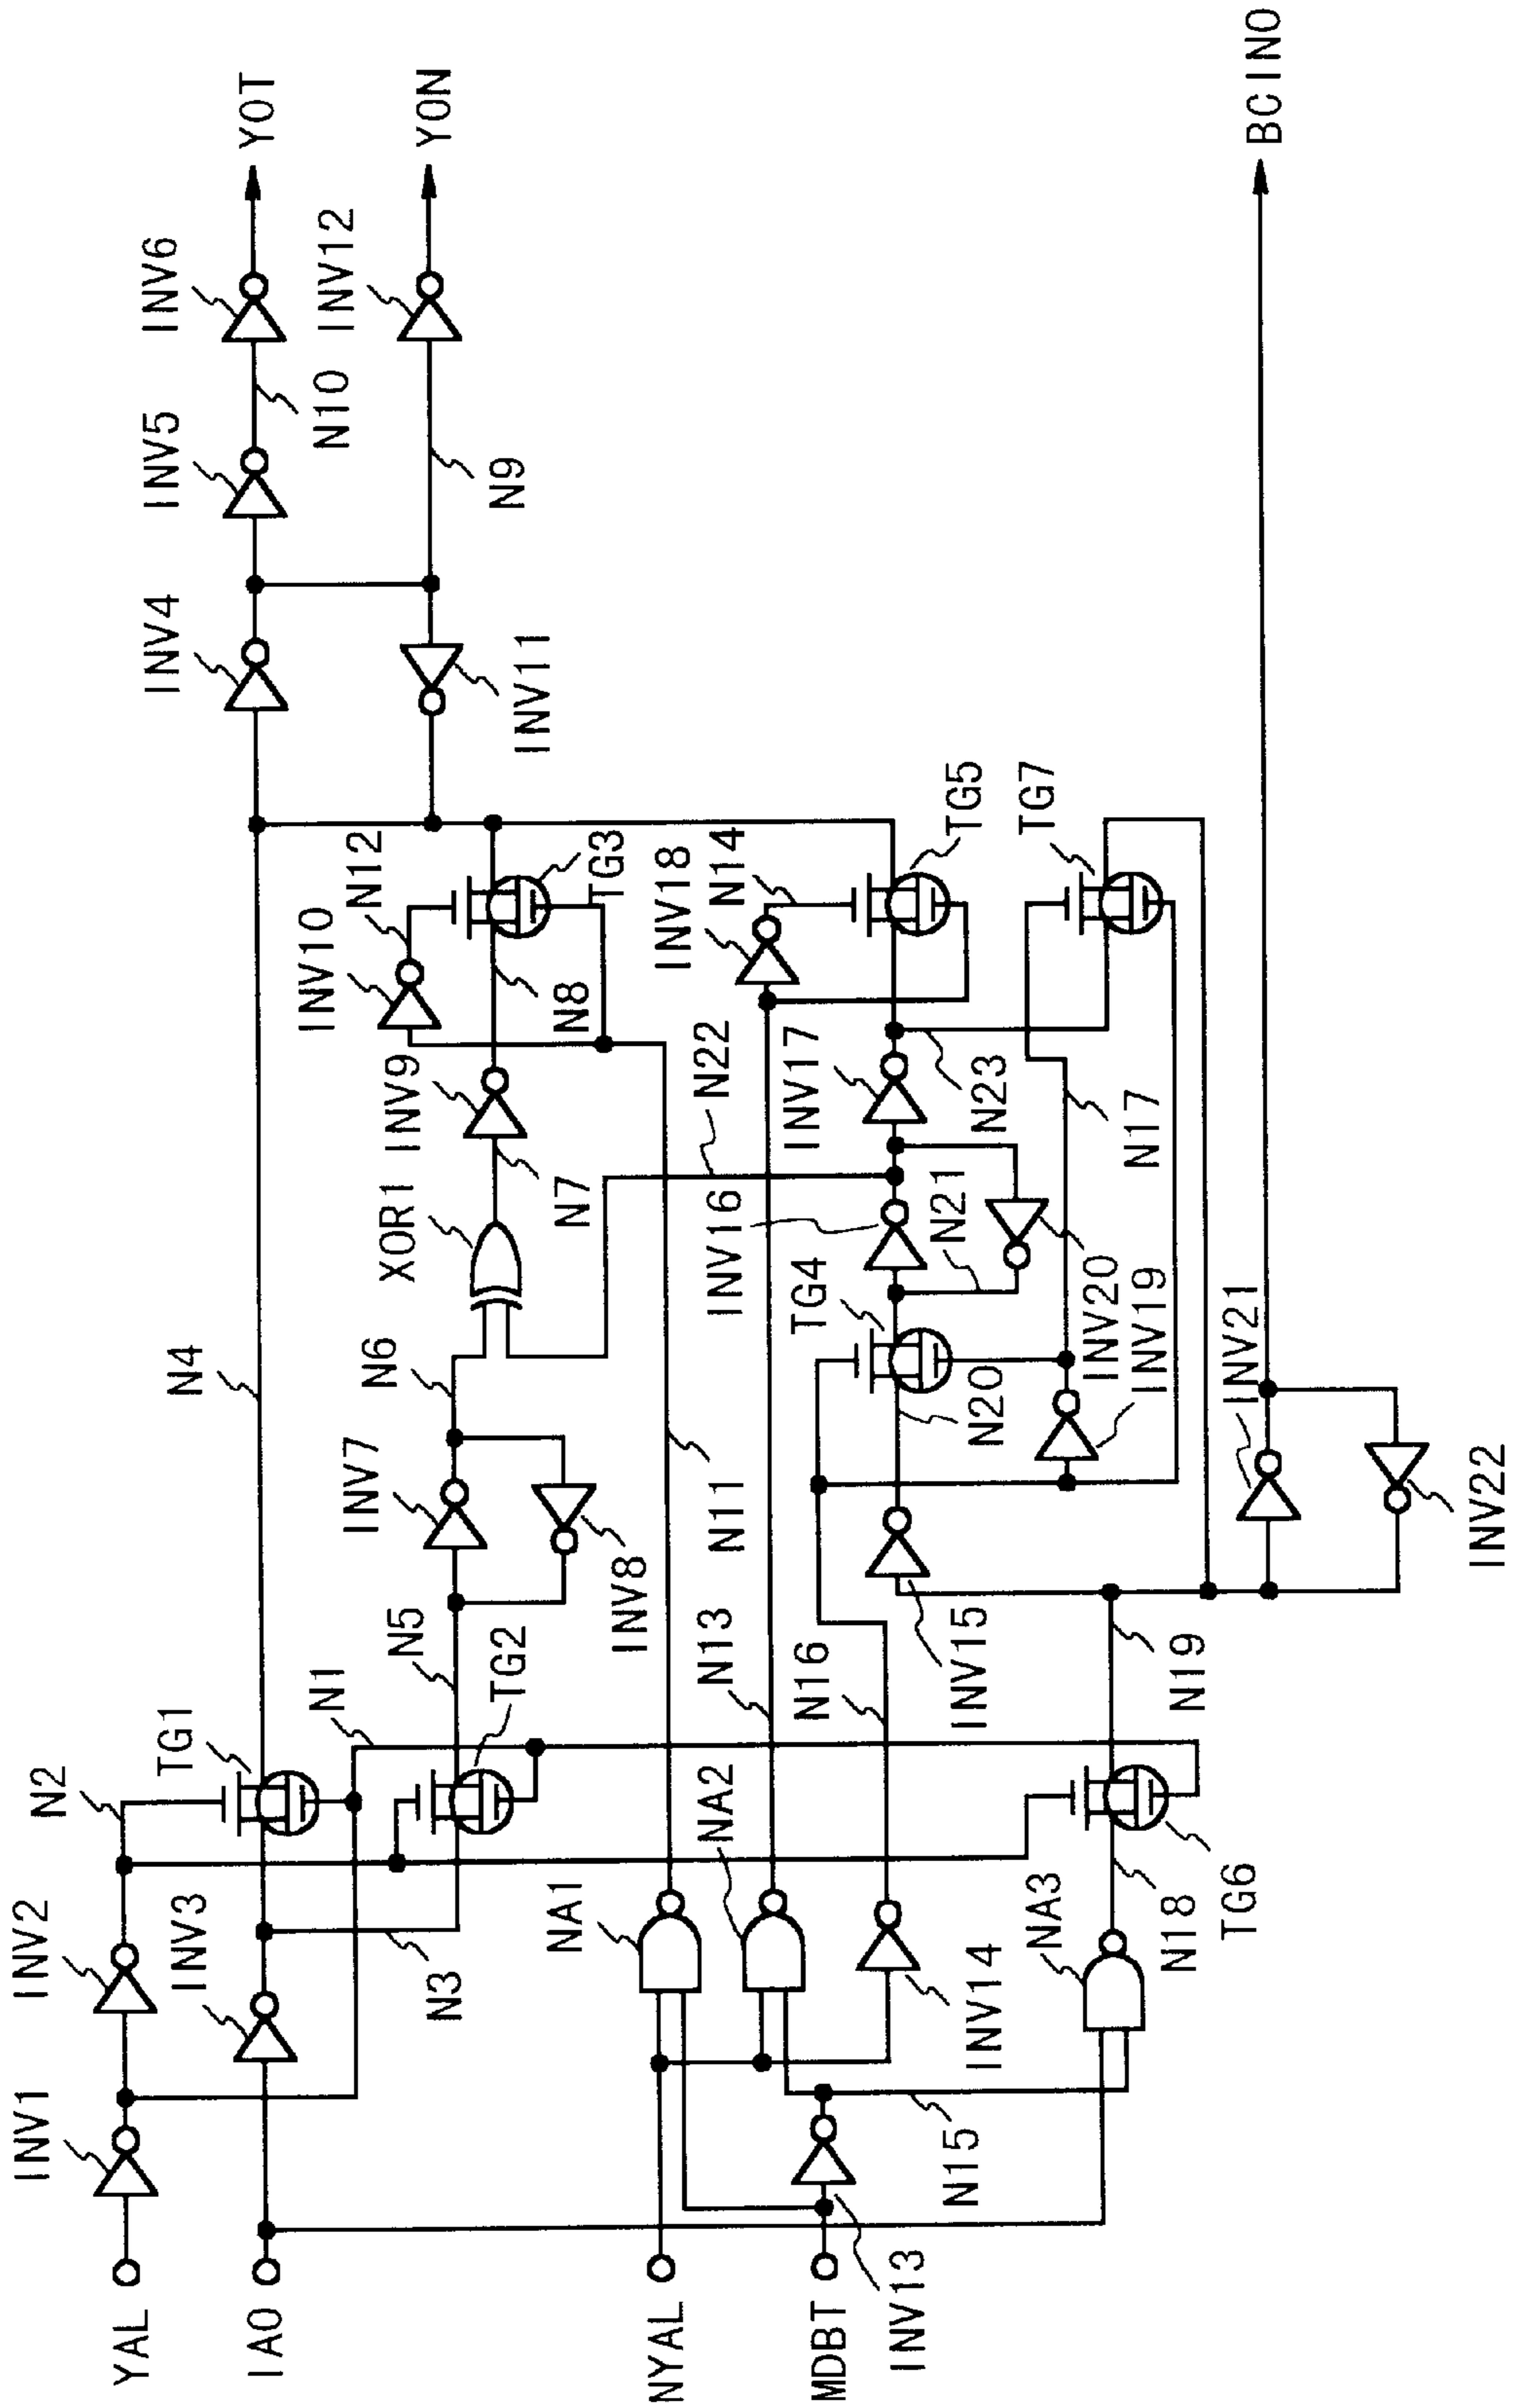 YAL
IA0
NYAL
MDBT
INV1
INV2
N2
TG1
N4
INV4
INV5
N10
INV6
YOT
INV3
N3
N1
N5
TG2
INV7
INV8
N6
XOR1
N7
INV9
N8
INV10
N12
TG3
INV11
N9
INV12
YON
NA1
N11
N22
NA2
N13
INV18
N14
TG5
INV13
N15
INV14
N16
INV15
N20
TG4
INV16
N21
INV20
INV17
N23
INV19
N17
TG7
NA3
N18
TG6
N19
INV21
INV22
BCIN0